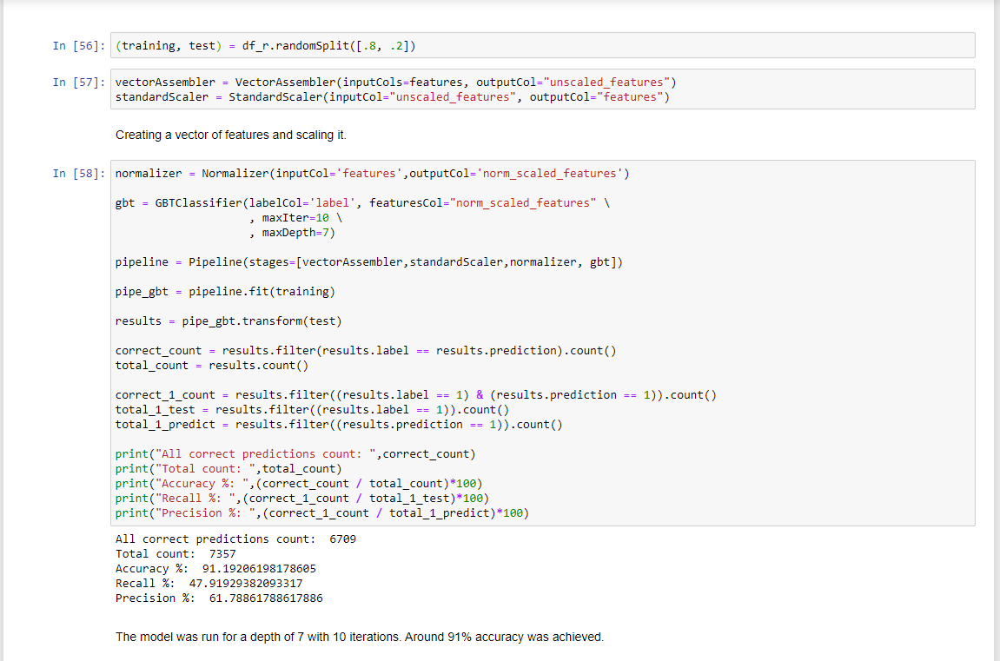 In [56]: (training, test) = df_r.randomSplit([.8, .2])
In [57]: vectorAssembler = VectorAssembler(inputCols=features, outputCol="unscaled_features")
standardScaler = StandardScaler(inputCol="unscaled_features", outputCol="features")
Creating a vector of features and scaling it.
In [58]: normalizer = Normalizer(inputCol='features',outputCol='norm_scaled_features')
gbt = GBTClassifier(labelCol='label', featuresCol="norm_scaled_features" \
, maxIter=10 \
, maxDepth=7)
pipeline = Pipeline(stages=[vectorAssembler,standardScaler,normalizer, gbt])
pipe_gbt = pipeline.fit(training)
results = pipe_gbt.transform(test)
correct_count = results.filter(results.label == results.prediction).count()
total_count = results.count()
correct_1_count = results.filter((results.label == 1) & (results.prediction == 1)).count()
total_1_test = results.filter((results.label == 1)).count()
total_1_predict = results.filter((results.prediction == 1)).count()
print("All correct predictions count: ",correct_count)
print("Total count: ",total_count)
print("Accuracy %: ",(correct_count / total_count)*100)
print("Recall %: ",(correct_1_count / total_1_test)*100)
print("Precision %: ",(correct_1_count / total_1_predict)*100)
All correct predictions count:  6709
Total count:  7357
Accuracy %:  91.19206198178605
Recall %:  47.91929382093317
Precision %:  61.78861788617886
The model was run for a depth of 7 with 10 iterations. Around 91% accuracy was achieved.